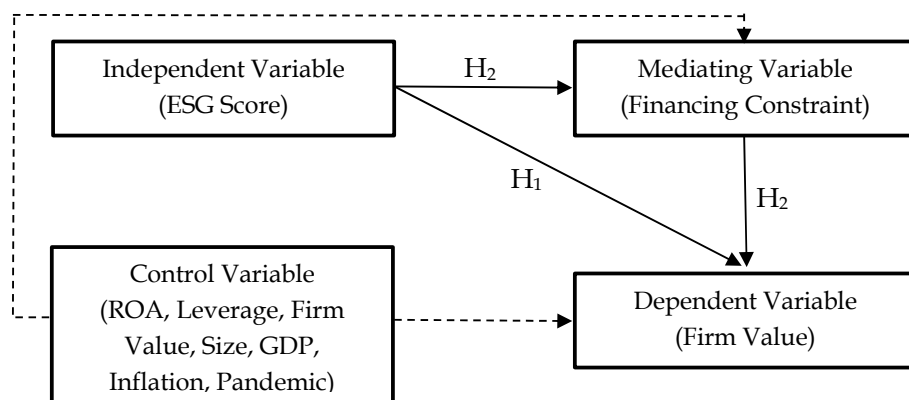 Independent Variable
(ESG Score)
H₂
Mediating Variable
(Financing Constraint)
H₁
H₂
Control Variable
(ROA, Leverage, Firm
Value, Size, GDP,
Inflation, Pandemic)
Dependent Variable
(Firm Value)